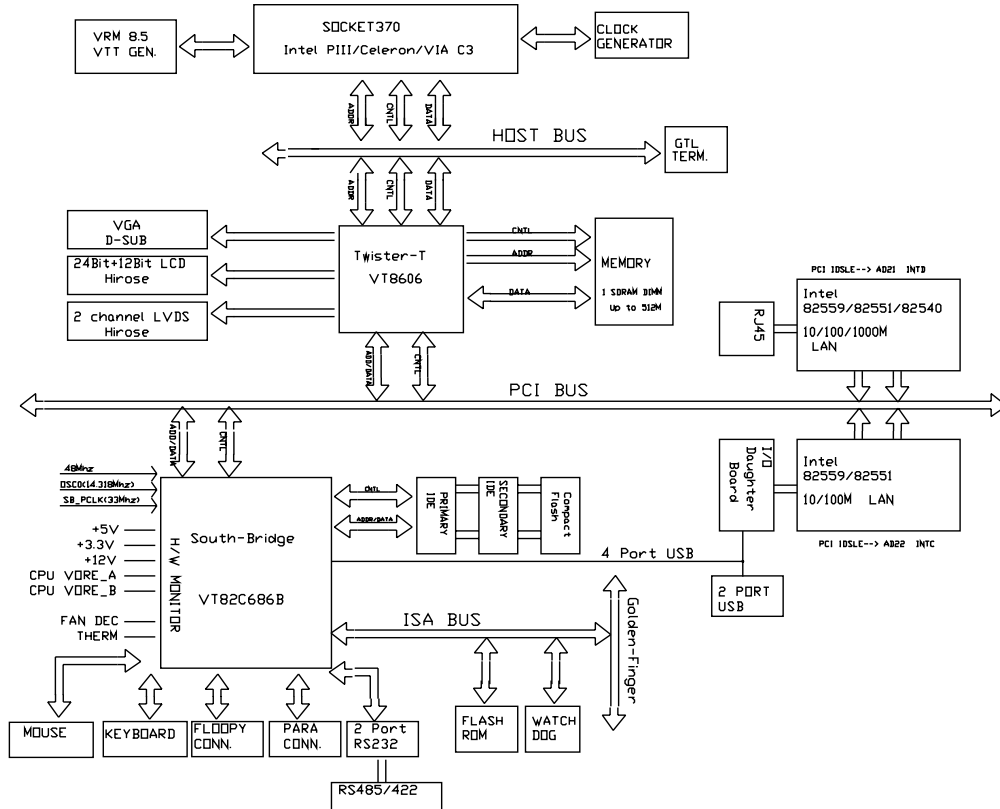 VRM 8.5
VTT GEN.
SOCKET370
Intel PIII/Celeron/VIA C3
CLOCK
GENERATOR
ADDR
CNTL
DATA
HOST BUS
GTL
TERM.
ADDR
CNTL
DATA
VGA
D-SUB
24Bit+12Bit LCD
Hirose
2 channel LVDS
Hirose
Twister-T
VT8606
CNTL
ADDR
DATA
MEMORY
1 SDRAM DIMM
Up to 512M
PCI IDSLE--> AD21 INTD
RJ45
Intel
82559/82551/82540
10/100/1000M
LAN
ADD/DATA
CNTL
PCI BUS
ADD/DATA
CNTL
48Mhz
OSC0(14.318Mhz)
SB_PCLK(33Mhz)
+5V
+3.3V
+12V
CPU VORE_A
CPU VORE_B
FAN DEC
THERM
H/W MONITOR
South-Bridge
VT82C686B
CNTL
ADDR/DATA
PRIMARY
IDE
SECONDARY
IDE
Compact
Flash
I/O
Daughter
Board
Intel
82559/82551
10/100M LAN
PCI IDSLE--> AD22 INTC
4 Port USB
2 PORT
USB
ISA BUS
Golden-Finger
MOUSE
KEYBOARD
FLOOPY
CONN.
PARA
CONN.
2 Port
RS232
FLASH
ROM
WATCH
DOG
RS485/422